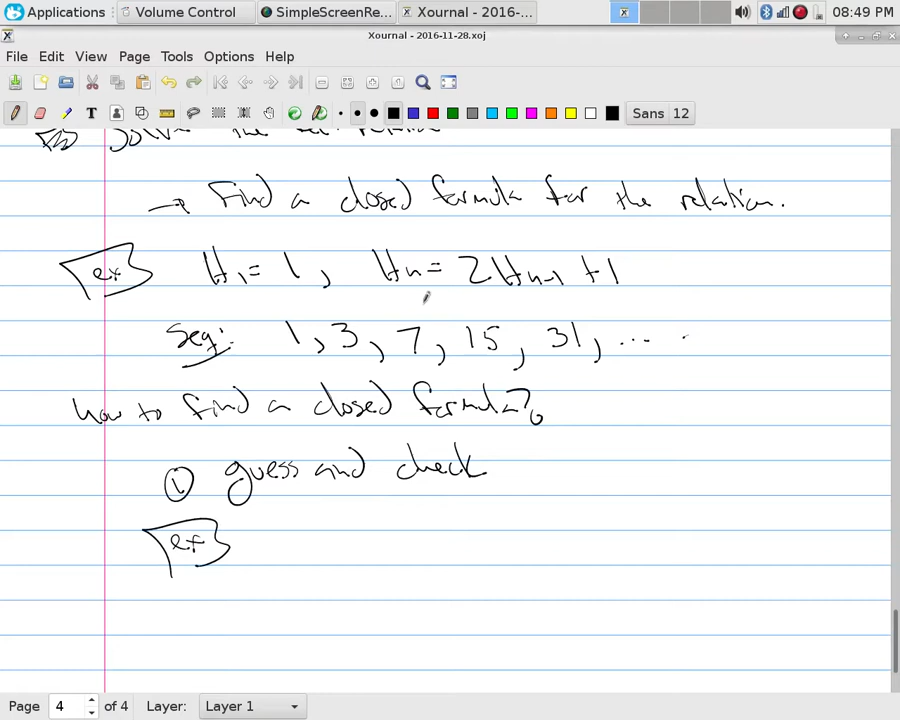 Applications Volume Control SimpleScreenRe... Xournal - 2016-... 08:49 PM
Xournal - 2016-11-28.xoj
File Edit View Page Tools Options Help
Sans 12
the
→ Find a closed formula for the relation.
ex H1 = 1, Hn = 2Hn-1 + 1
Seq: 1, 3, 7, 15, 31, ....
how to find a closed formula?
① guess and check
ex
Page 4 of 4 Layer: Layer 1